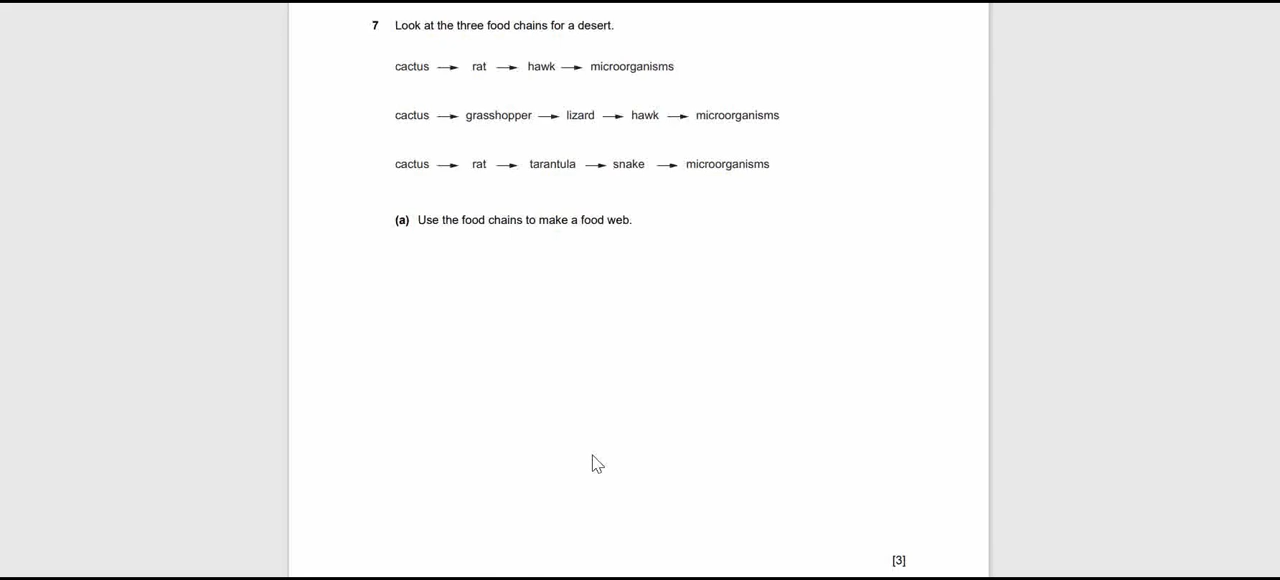 7 Look at the three food chains for a desert.
cactus → rat → hawk → microorganisms
cactus → grasshopper → lizard → hawk → microorganisms
cactus → rat → tarantula → snake → microorganisms
(a) Use the food chains to make a food web.
[3]